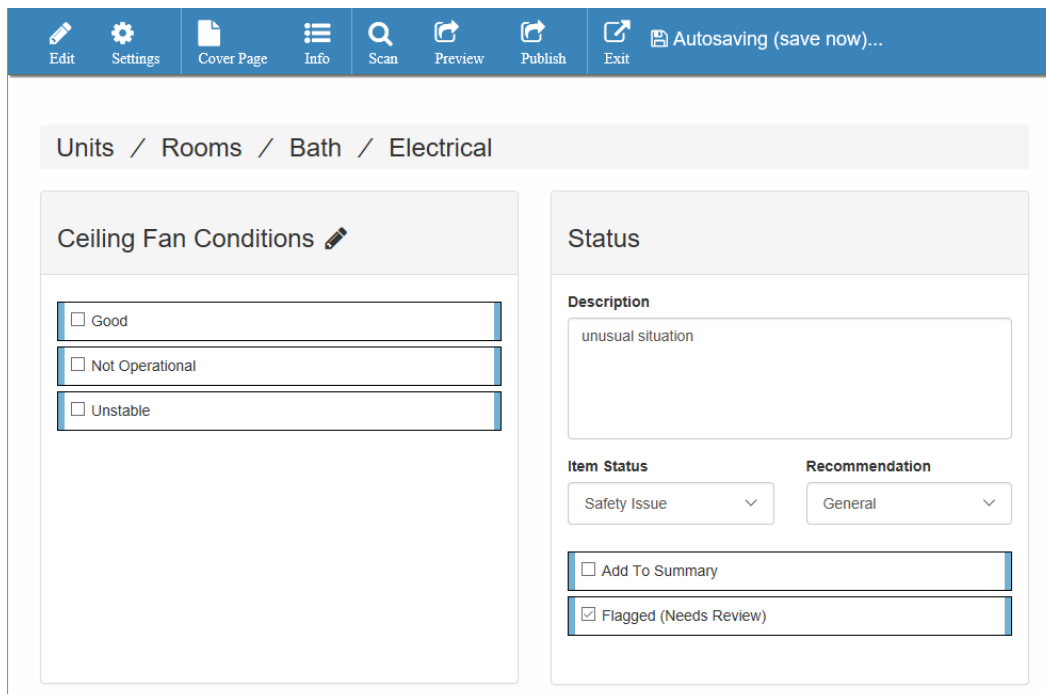 Edit Settings Cover Page Info Scan Preview Publish Exit Autosaving (save now)...
Units / Rooms / Bath / Electrical
Ceiling Fan Conditions
Good
Not Operational
Unstable
Status
Description
unusual situation
Item Status Recommendation
Safety Issue General
Add To Summary
Flagged (Needs Review)